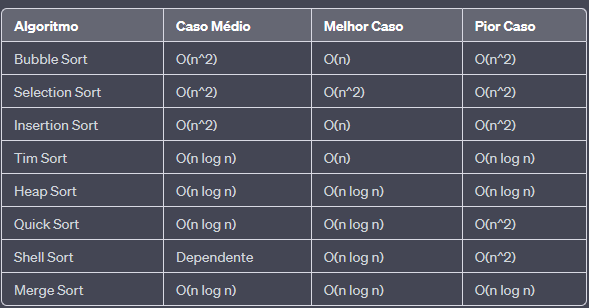 Algoritmo Caso Médio Melhor Caso Pior Caso
Bubble Sort O(n^2) O(n) O(n^2)
Selection Sort O(n^2) O(n^2) O(n^2)
Insertion Sort O(n^2) O(n) O(n^2)
Tim Sort O(n log n) O(n) O(n log n)
Heap Sort O(n log n) O(n log n) O(n log n)
Quick Sort O(n log n) O(n log n) O(n^2)
Shell Sort Dependente O(n log n) O(n^2)
Merge Sort O(n log n) O(n log n) O(n log n)